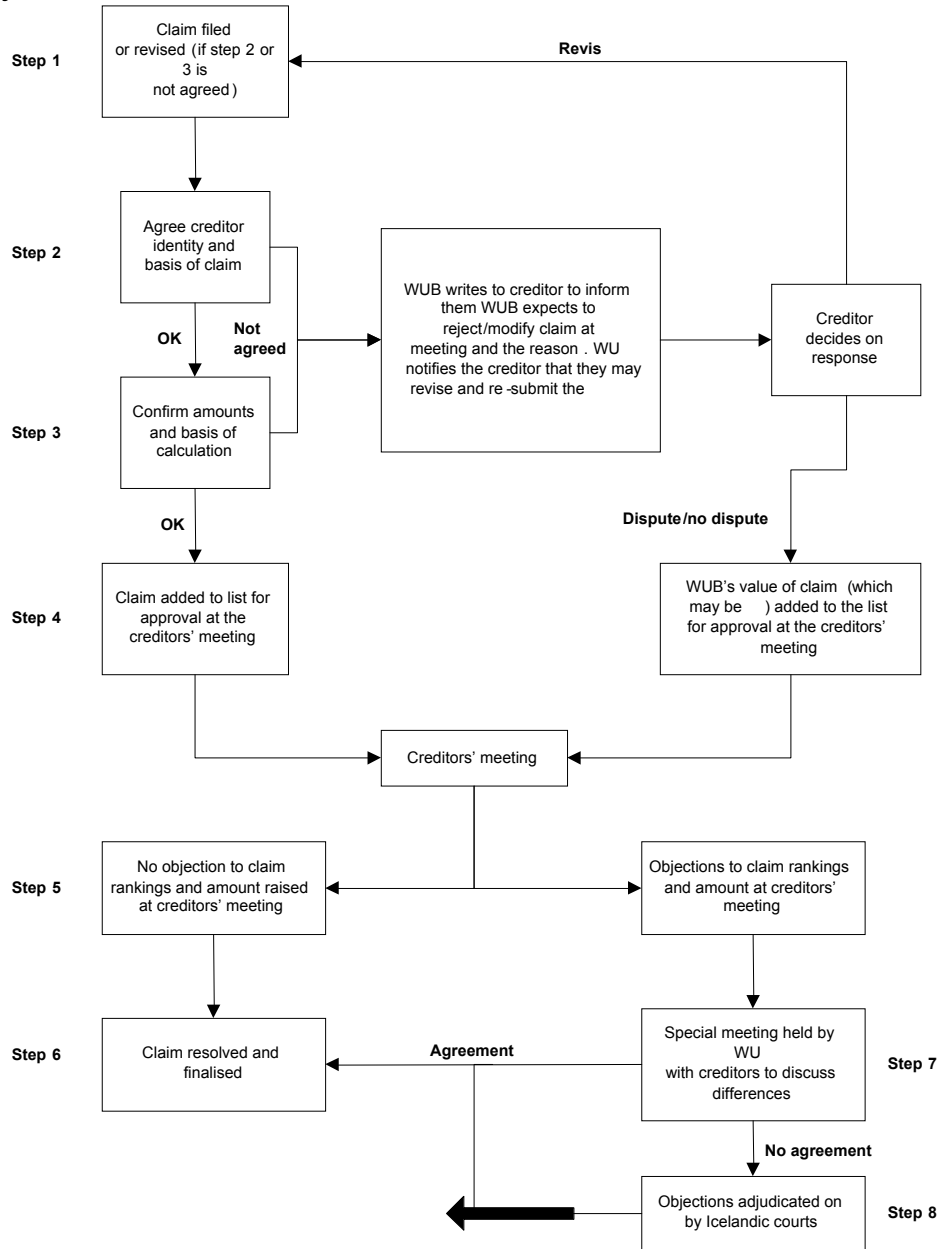 Step 1
Claim filed
or revised (if step 2 or
3 is
not agreed)
Revis
Step 2
Agree creditor
identity and
basis of claim
OK
Not
agreed
WUB writes to creditor to inform
them WUB expects to
reject/modify claim at
meeting and the reason . WU
notifies the creditor that they may
revise and re -submit the
Creditor
decides on
response
Step 3
Confirm amounts
and basis of
calculation
OK
Dispute/no dispute
Step 4
Claim added to list for
approval at the
creditors' meeting
WUB's value of claim (which
may be ) added to the list
for approval at the creditors'
meeting
Creditors' meeting
Step 5
No objection to claim
rankings and amount raised
at creditors' meeting
Objections to claim rankings
and amount at creditors'
meeting
Step 6
Claim resolved and
finalised
Agreement
Special meeting held by
WU
with creditors to discuss
differences
Step 7
No agreement
Objections adjudicated on
by Icelandic courts
Step 8